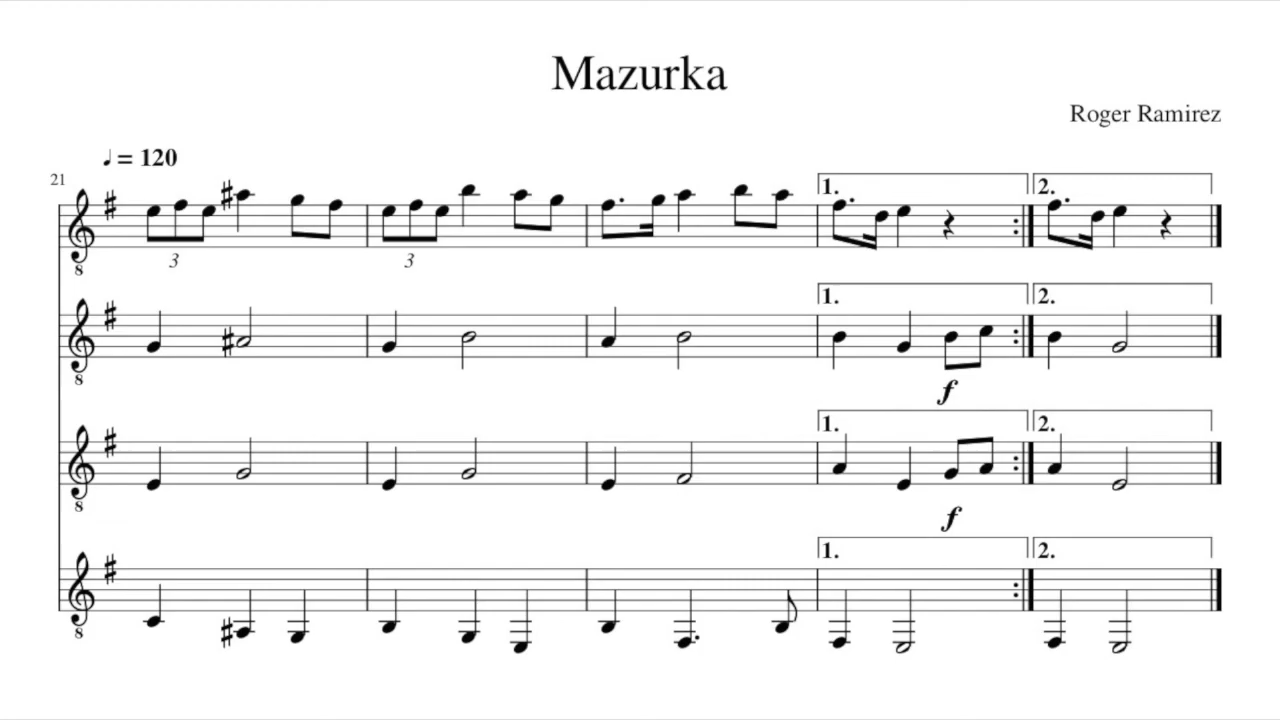 Mazurka
Roger Ramirez
♩ = 120
21
1. 2.
8 3 3
1. 2.
8
f
1. 2.
8
f
1. 2.
8